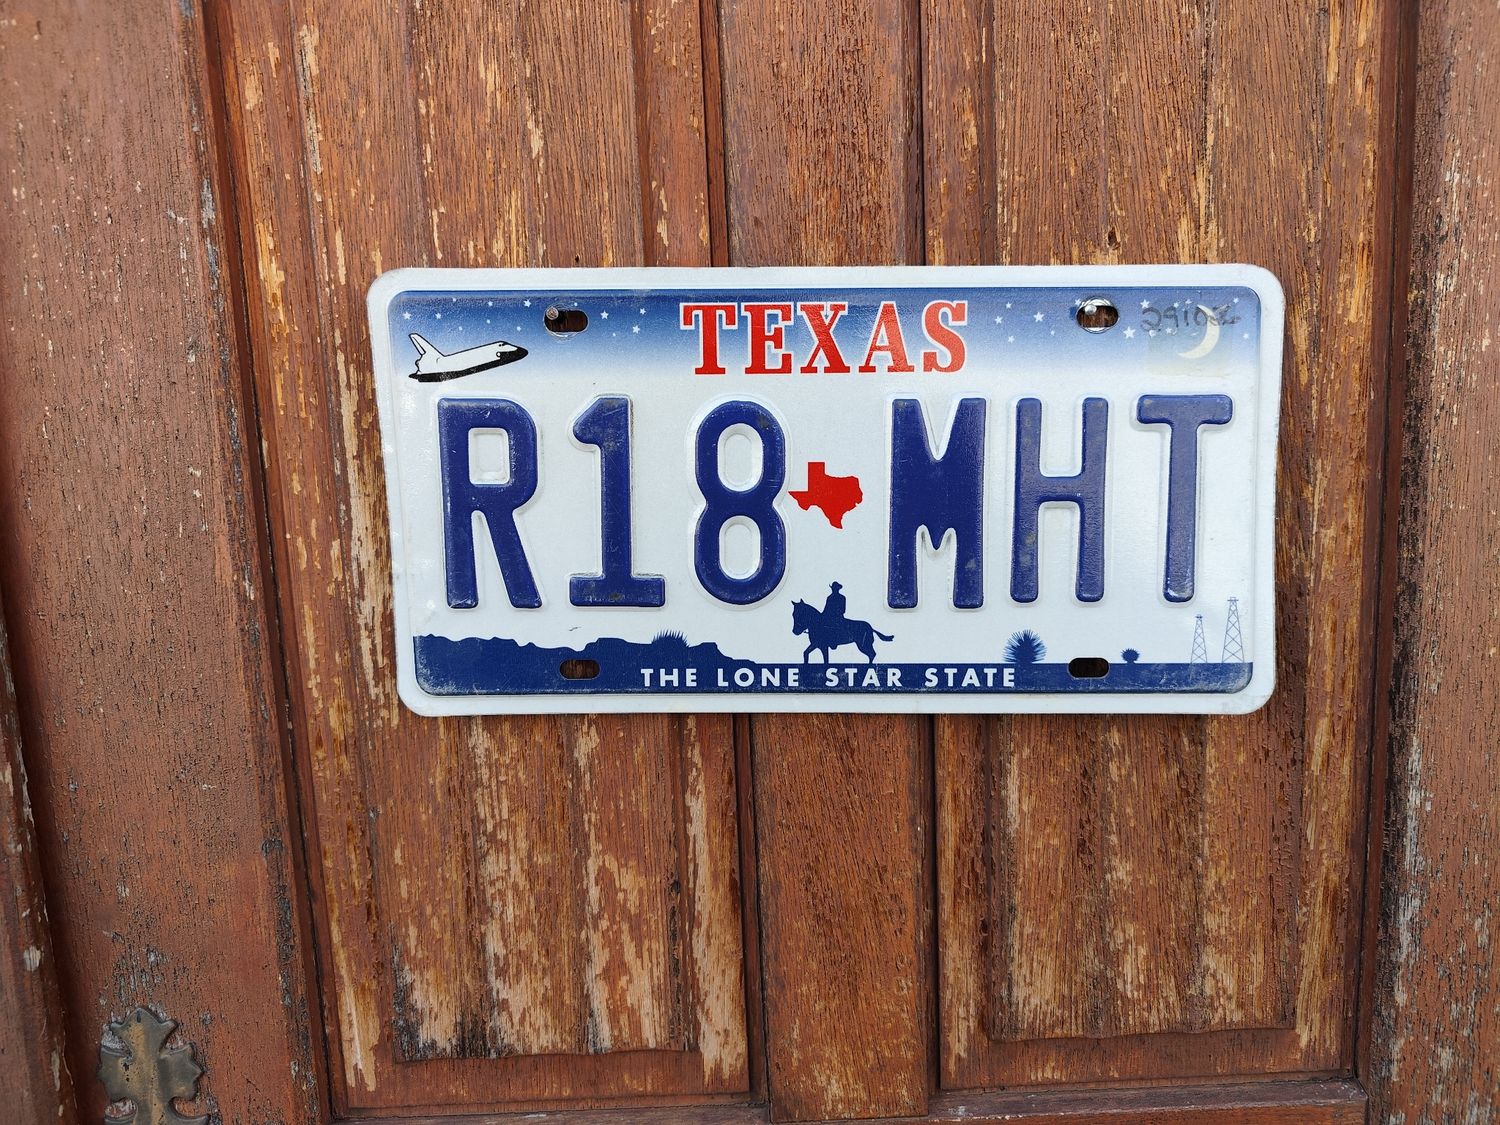 TEXAS
R18 MHT
THE LONE STAR STATE